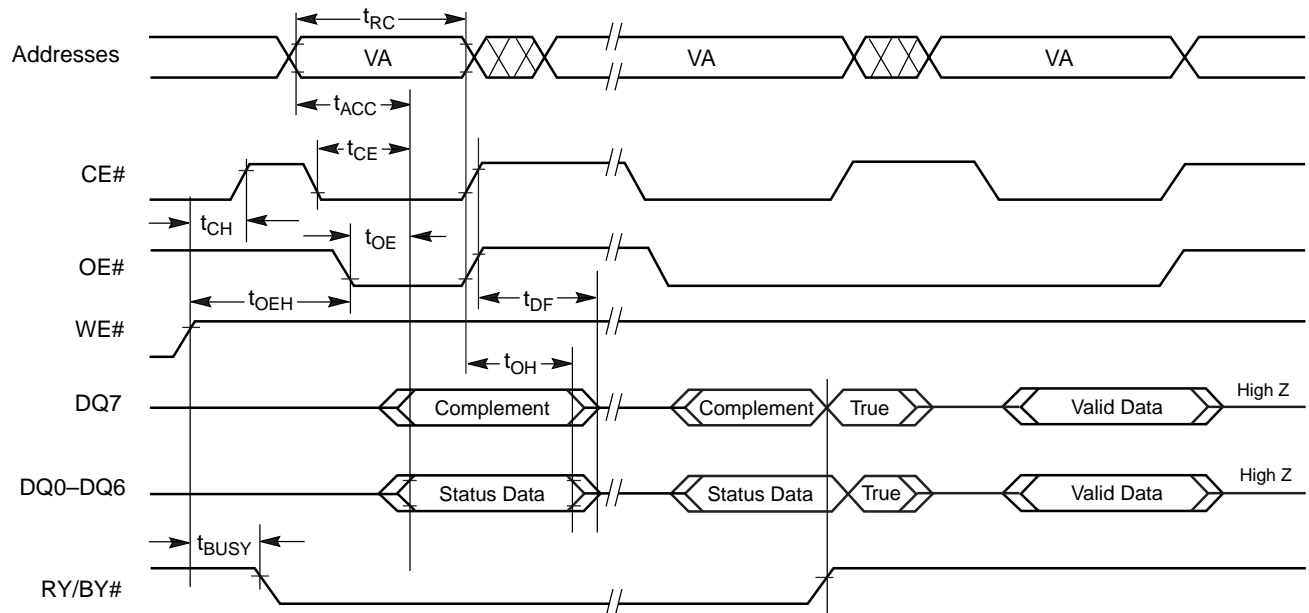 tRC
Addresses VA VA VA
tACC
tCE
CE#
tCH
tOE
OE#
tOEH tDF
WE#
tOH
DQ7 Complement Complement True Valid Data High Z
DQ0–DQ6 Status Data Status Data True Valid Data High Z
tBUSY
RY/BY#